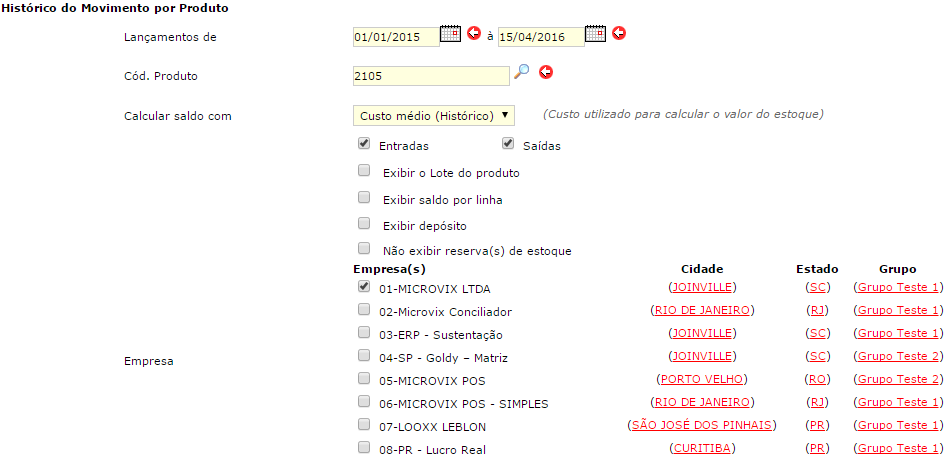 Histórico do Movimento por Produto
Lançamentos de 01/01/2015 à 15/04/2016
Cód. Produto 2105
Calcular saldo com Custo médio (Histórico) (Custo utilizado para calcular o valor do estoque)
Entradas Saídas
Exibir o Lote do produto
Exibir saldo por linha
Exibir depósito
Não exibir reserva(s) de estoque
Empresa(s) Cidade Estado Grupo
01-MICROVIX LTDA (JOINVILLE) (SC) (Grupo Teste 1)
02-Microvix Conciliador (RIO DE JANEIRO) (RJ) (Grupo Teste 1)
03-ERP - Sustentação (JOINVILLE) (SC) (Grupo Teste 1)
04-SP - Goldy – Matriz (JOINVILLE) (SC) (Grupo Teste 2)
Empresa
05-MICROVIX POS (PORTO VELHO) (RO) (Grupo Teste 2)
06-MICROVIX POS - SIMPLES (RIO DE JANEIRO) (RJ) (Grupo Teste 1)
07-LOOXX LEBLON (SÃO JOSÉ DOS PINHAIS) (PR) (Grupo Teste 1)
08-PR - Lucro Real (CURITIBA) (PR) (Grupo Teste 1)